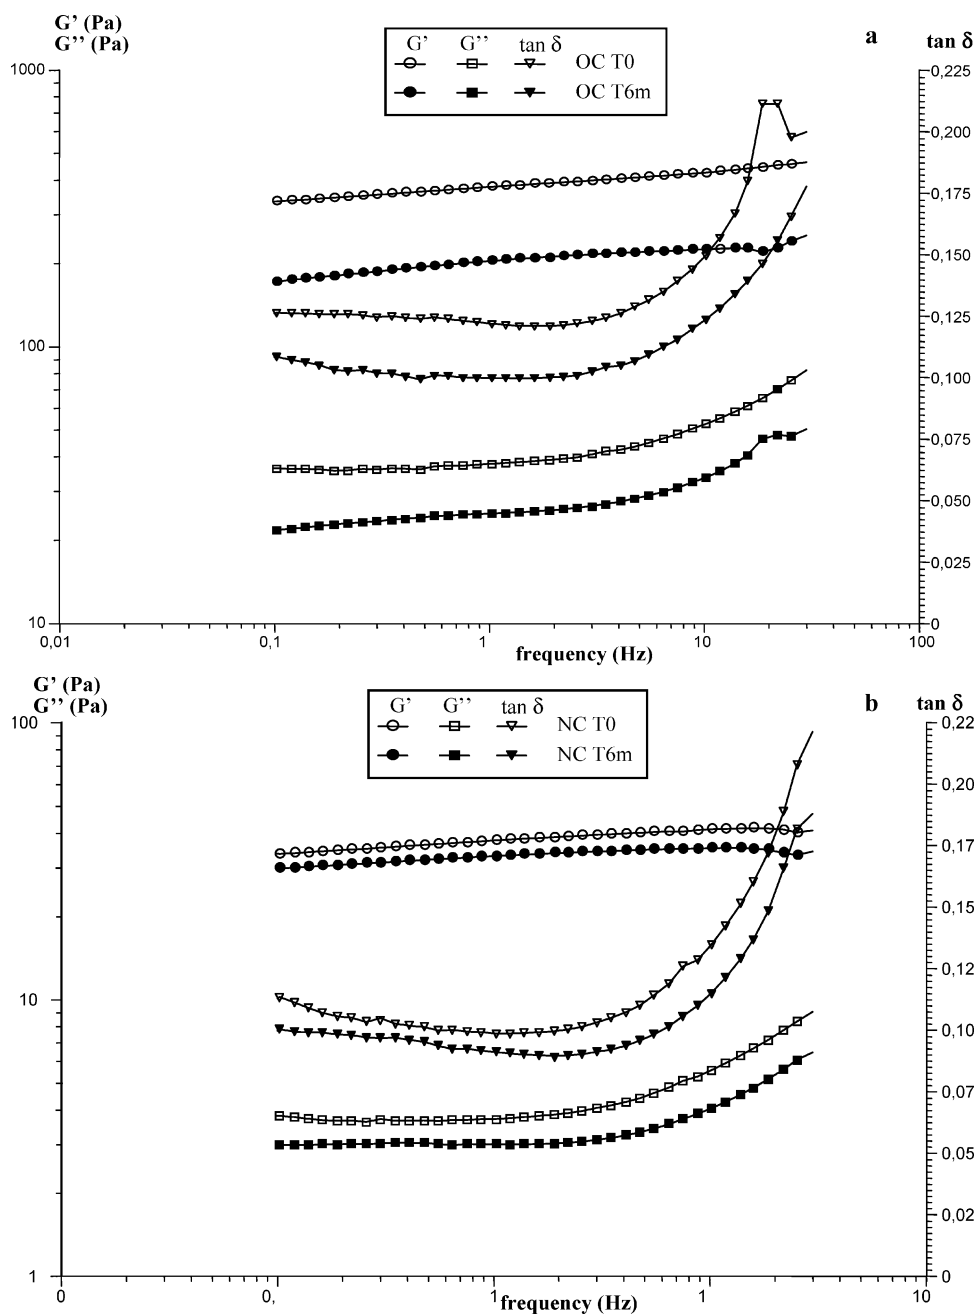 G’ (Pa)
G’’ (Pa)
a
tan δ
G’ G’’ tan δ
OC T0
OC T6m
1000
100
10
0,225
0,200
0,175
0,150
0,125
0,100
0,075
0,050
0,025
0
0,01 0,1 1 10 100
frequency (Hz)
G’ (Pa)
G’’ (Pa)
b
tan δ
G’ G’’ tan δ
NC T0
NC T6m
100
10
1
0,22
0,20
0,17
0,15
0,12
0,10
0,07
0,05
0,02
0
0 0, 1 1 10
frequency (Hz)